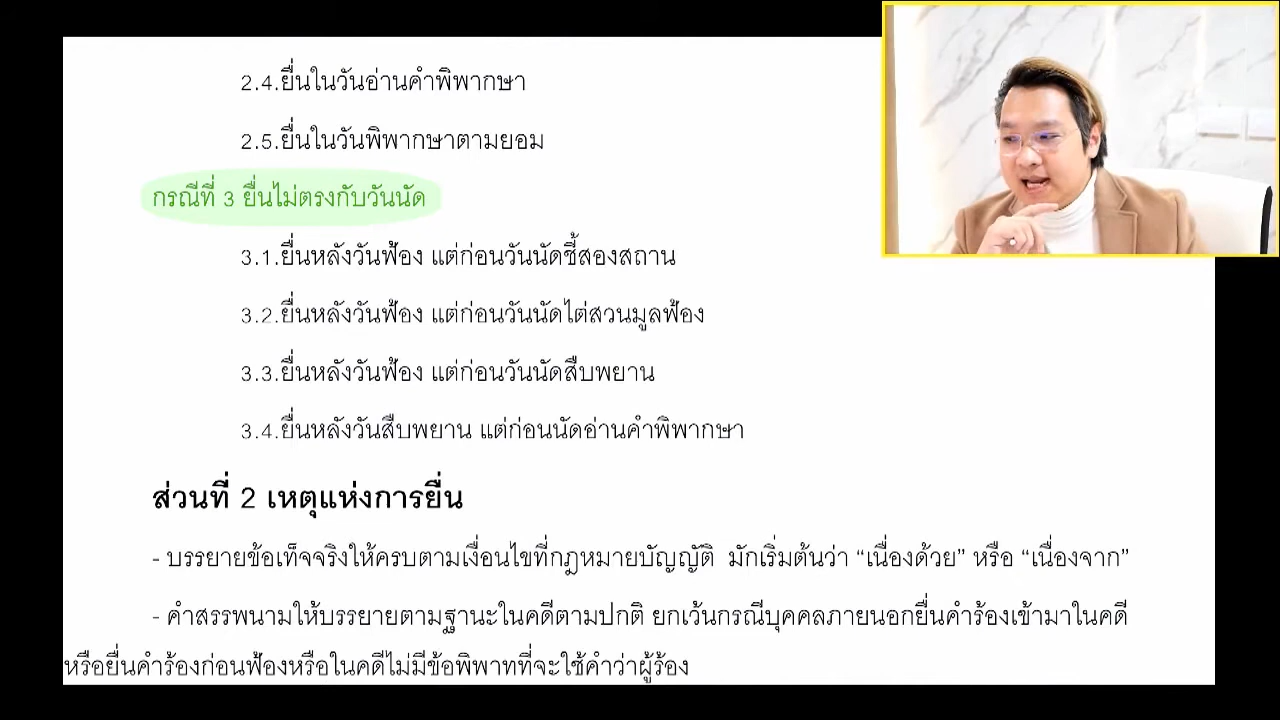 2.4.ยื่นในวันอ่านคำพิพากษา
2.5.ยื่นในวันพิพากษาตามยอม
กรณีที่ 3 ยื่นไม่ตรงกับวันนัด
3.1.ยื่นหลังวันฟ้อง แต่ก่อนวันนัดชี้สองสถาน
3.2.ยื่นหลังวันฟ้อง แต่ก่อนวันนัดไต่สวนมูลฟ้อง
3.3.ยื่นหลังวันฟ้อง แต่ก่อนวันนัดสืบพยาน
3.4.ยื่นหลังวันสืบพยาน แต่ก่อนนัดอ่านคำพิพากษา
ส่วนที่ 2 เหตุแห่งการยื่น
- บรรยายข้อเท็จจริงให้ครบตามเงื่อนไขที่กฎหมายบัญญัติ มักเริ่มต้นว่า “เนื่องด้วย” หรือ “เนื่องจาก”
- คำสรรพนามให้บรรยายตามฐานะในคดีตามปกติ ยกเว้นกรณีบุคคลภายนอกยื่นคำร้องเข้ามาในคดี
หรือยื่นคำร้องก่อนฟ้องหรือในคดีไม่มีข้อพิพาทที่จะใช้คำว่าผู้ร้อง